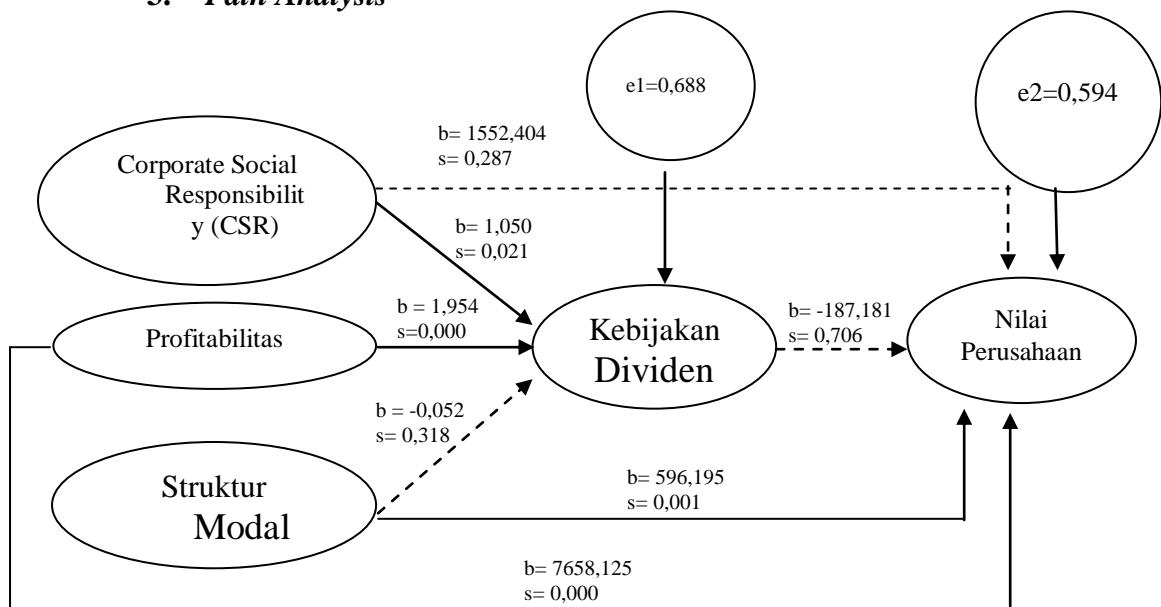 3. Path Analysis
e1=0,688
e2=0,594
b= 1552,404
s= 0,287
Corporate Social
Responsibilit
y (CSR)
b= 1,050
s= 0,021
b = 1,954
s=0,000
Profitabilitas
Kebijakan
Dividen
b= -187,181
s= 0,706
Nilai
Perusahaan
b = -0,052
s= 0,318
Struktur
Modal
b= 596,195
s= 0,001
b= 7658,125
s= 0,000